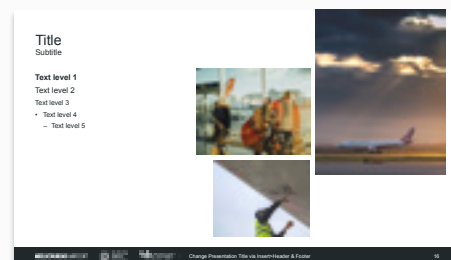 Title
Subtitle
Text level 1
Text level 2
Text level 3
• Text level 4
– Text level 5
Change Presentation Title via Insert>Header & Footer
16